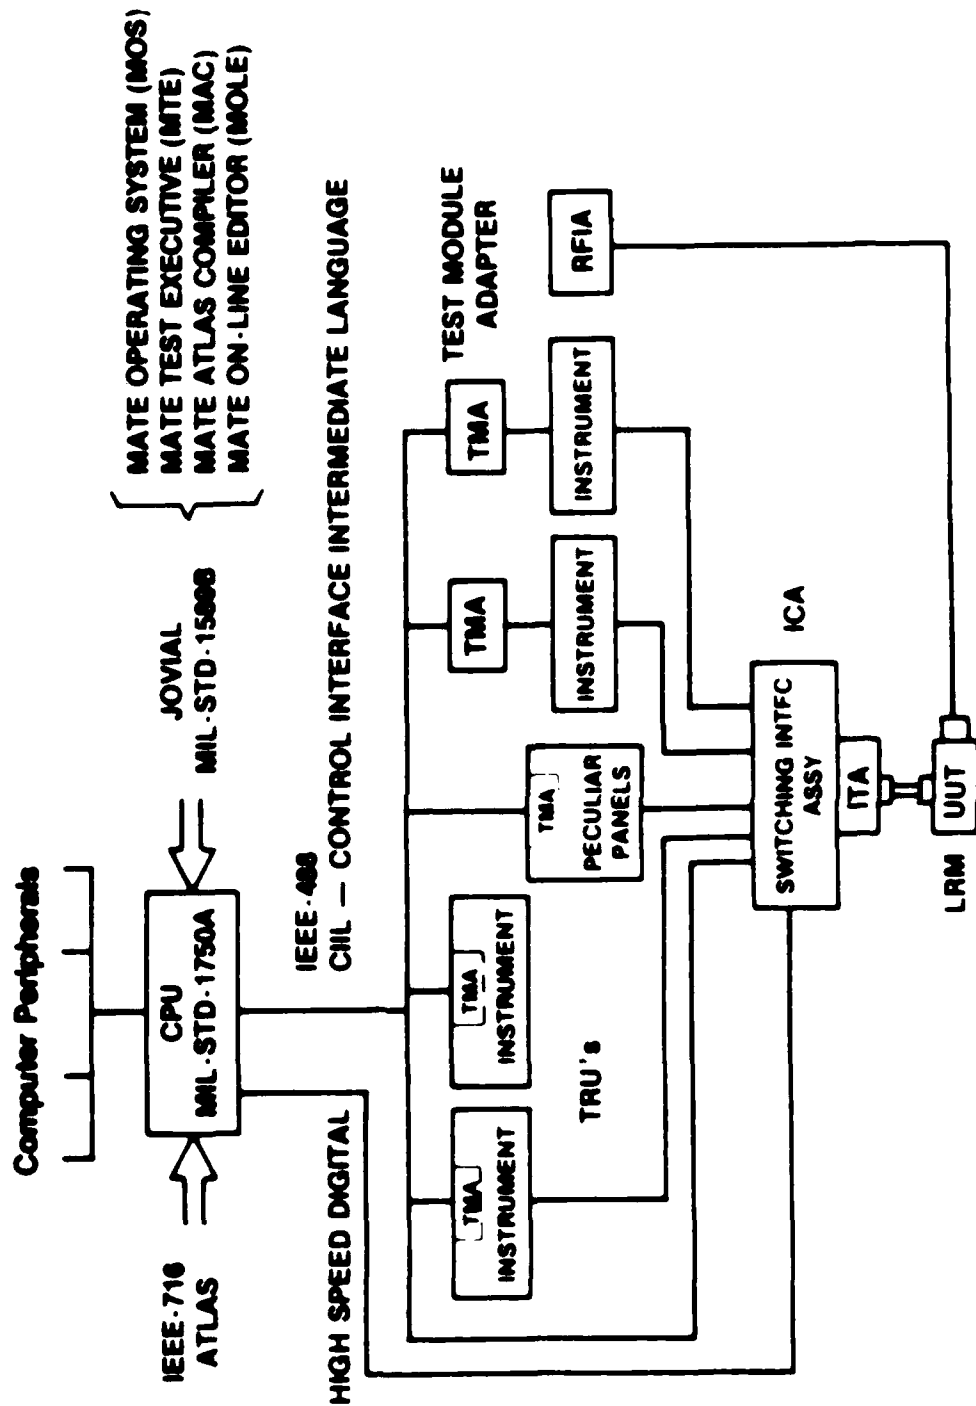 Computer Peripherals
IEEE-716
ATLAS
CPU
MIL-STD-1750A
JOVIAL
MIL-STD-1589B
MATE OPERATING SYSTEM (MOS)
MATE TEST EXECUTIVE (MTE)
MATE ATLAS COMPILER (MAC)
MATE ON-LINE EDITOR (MOLE)
HIGH SPEED DIGITAL
IEEE-488
CIIL — CONTROL INTERFACE INTERMEDIATE LANGUAGE
TMA
INSTRUMENT
TMA
INSTRUMENT
TMA
PECULIAR
PANELS
TMA
INSTRUMENT
TMA
INSTRUMENT
TEST MODULE
ADAPTER
RFIA
TRU's
SWITCHING INTFC
ASSY
ICA
ITA
LRM
UUT